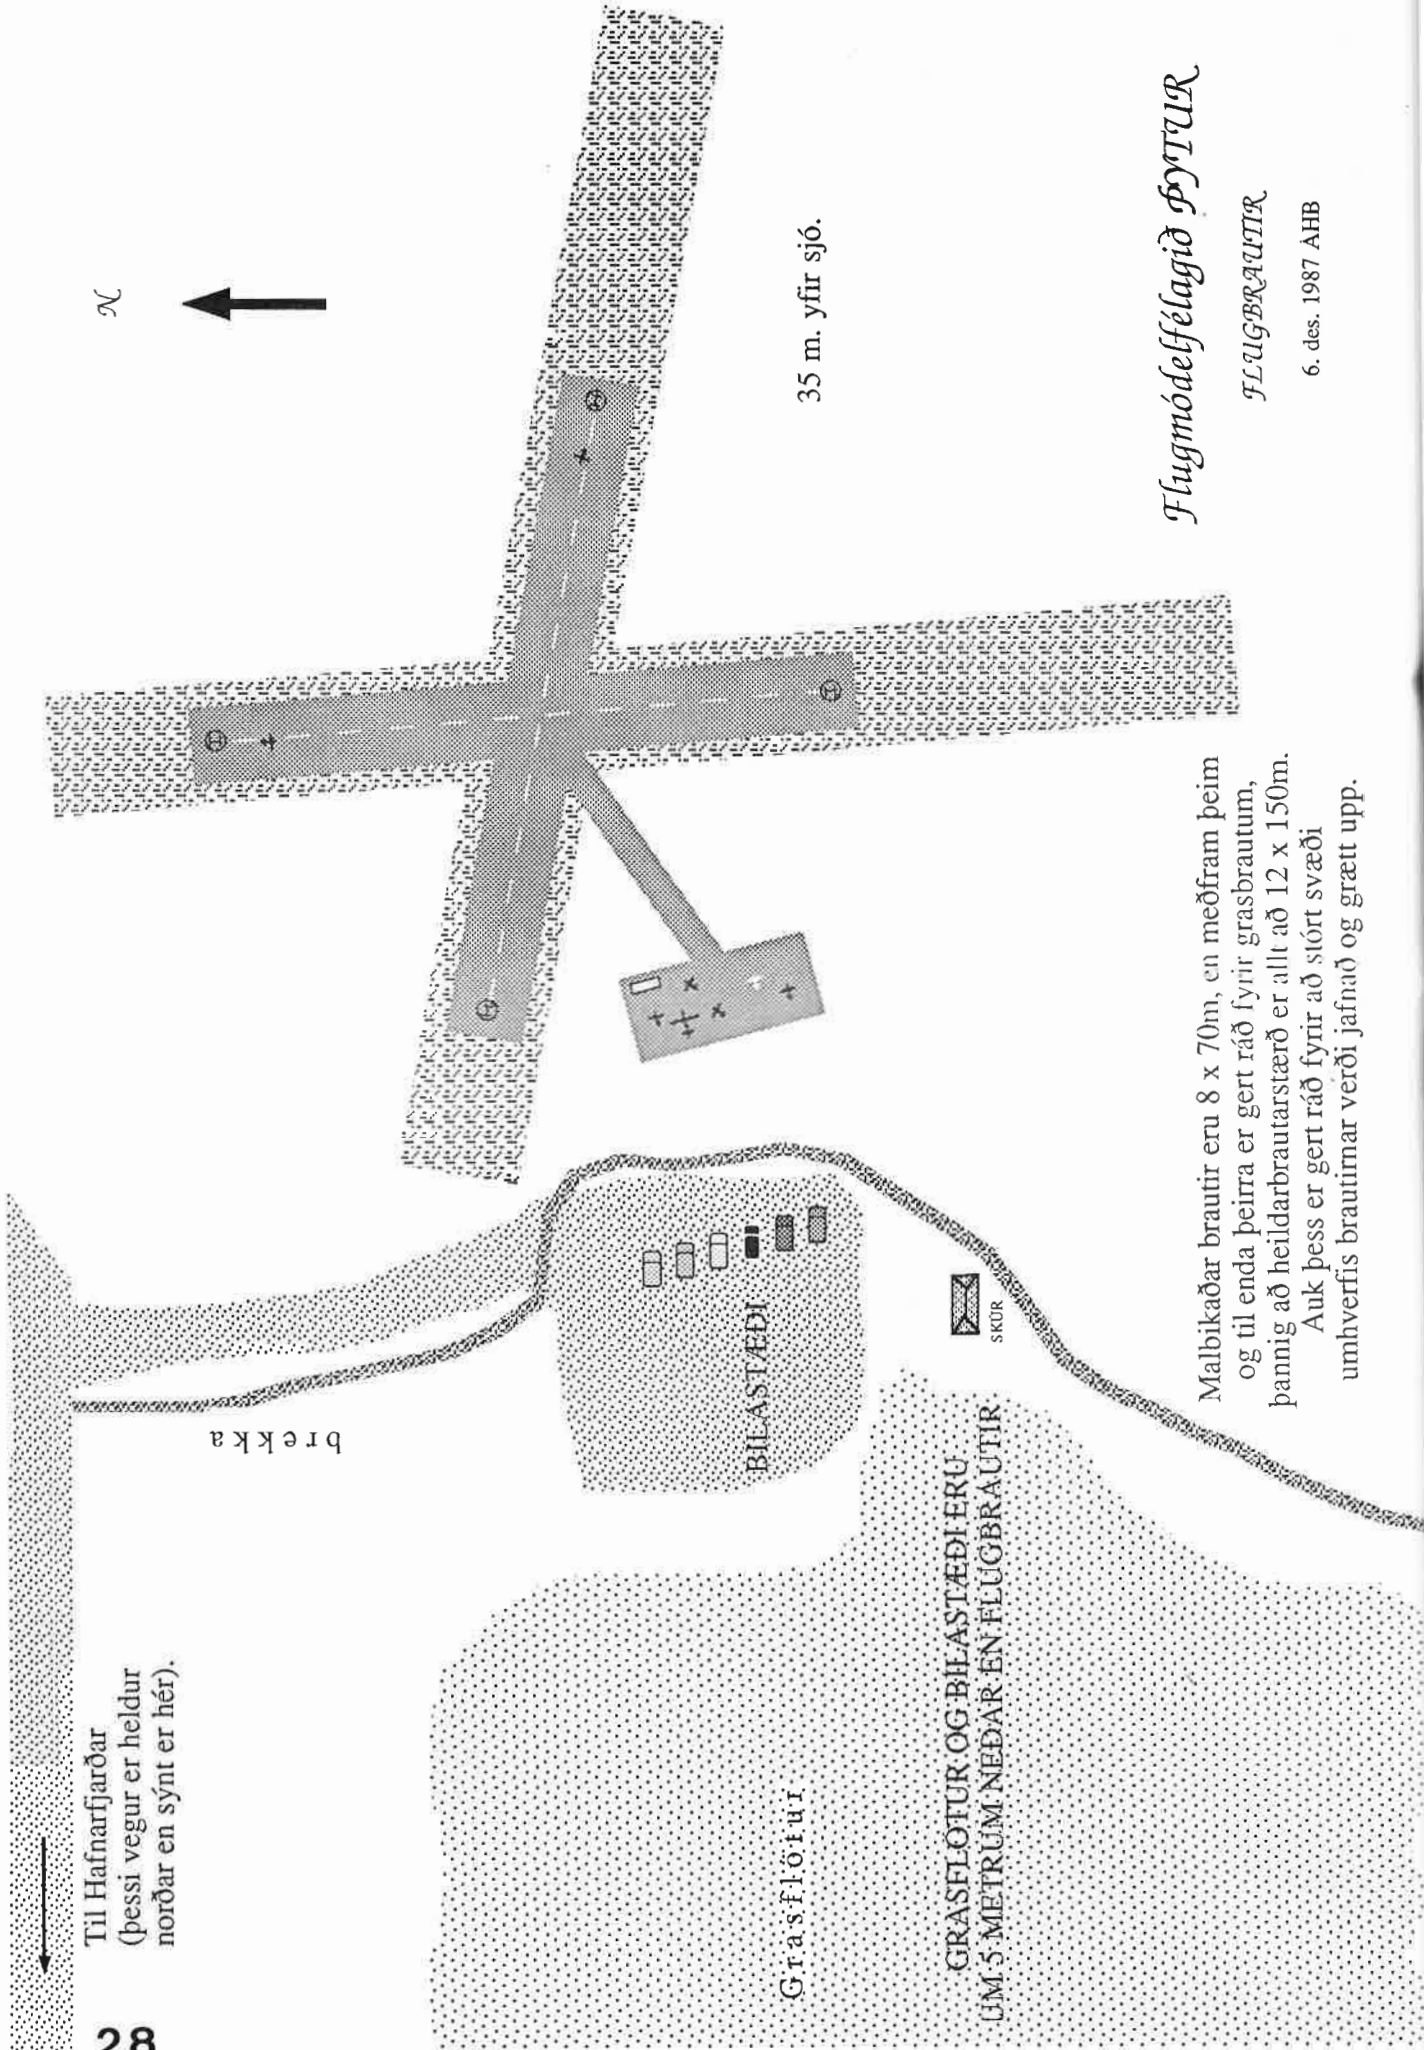 28
Til Hafnarfjarðar
(þessi vegur er heldur
norðar en sýnt er hér).
brekka
N
BILASTÆÐI
SKÚR
Grasflötur
GRASFLÖTUR OG BILASTÆÐI ERU
UM 5 METRUM NEÐAR EN FLUGBRAUTIR
35 m. yfir sjó.
Malbikaðar brautir eru 8 x 70m, en meðfram þeim
og til enda þeirra er gert ráð fyrir grasbrautum,
þannig að heildarbrautarstærð er allt að 12 x 150m.
Auk þess er gert ráð fyrir að stórt svæði
umhverfis brautirnar verði jafnað og grætt upp.
Flugmódelfélagið ÞYTUR
FLUGBRAUTIR
6. des. 1987 ÁHB